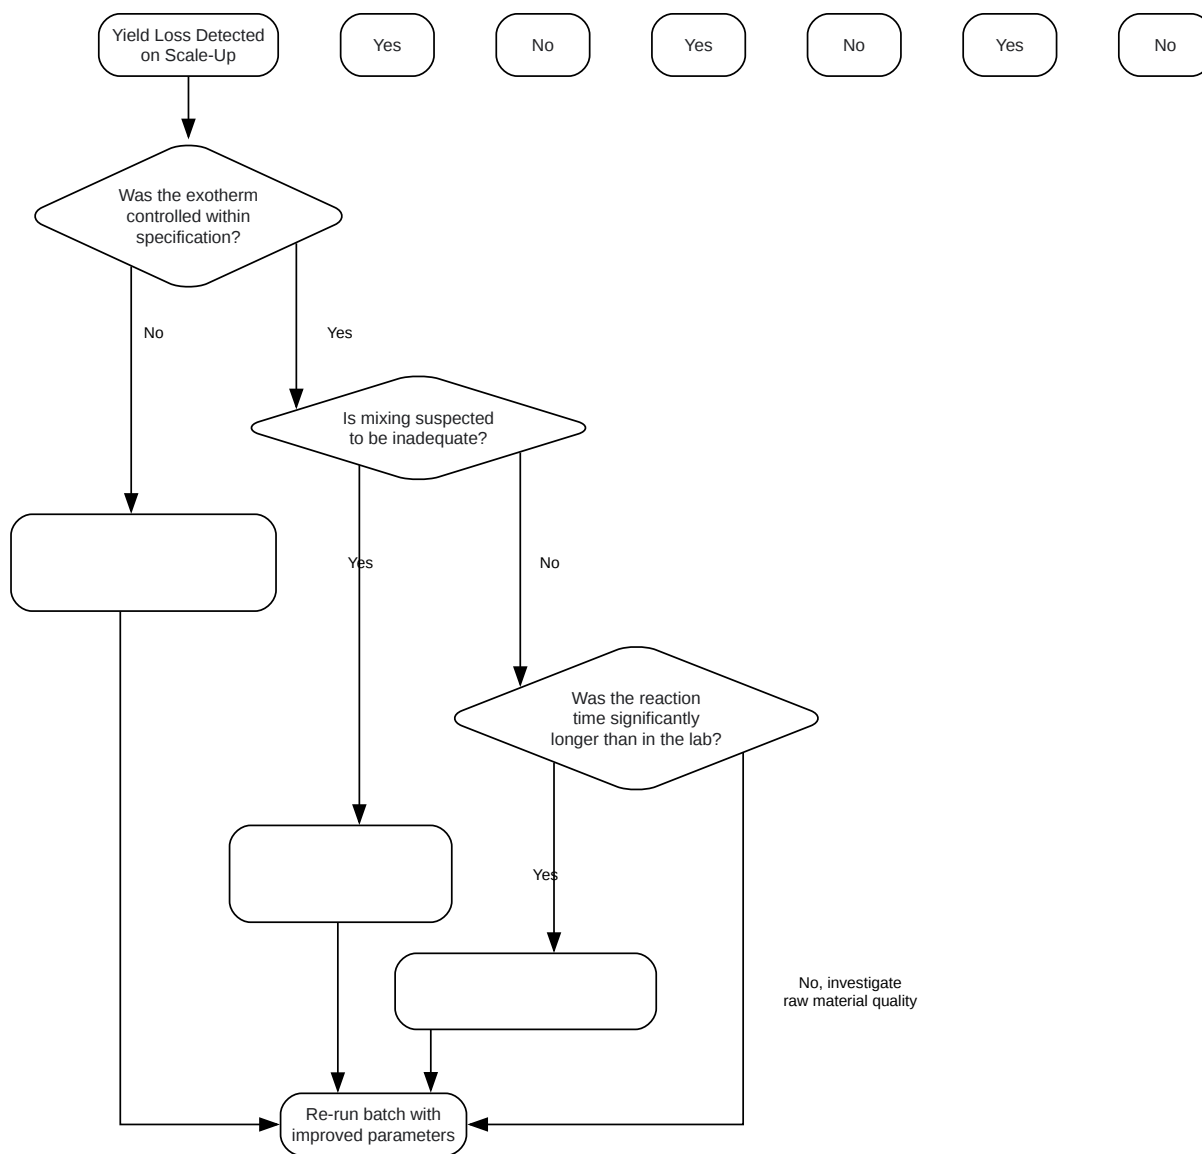 Yield Loss Detected
on Scale-Up
Yes
No
Yes
No
Yes
No
Was the exotherm
controlled within
specification?
No
Yes
Is mixing suspected
to be inadequate?
Yes
No
Was the reaction
time significantly
longer than in the lab?
Yes
No, investigate
raw material quality
Re-run batch with
improved parameters